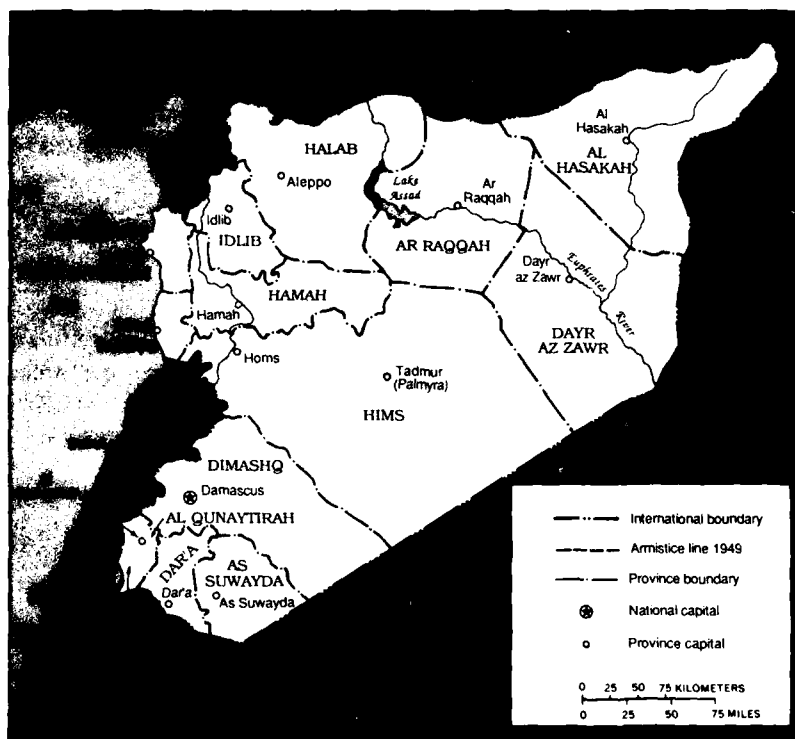 HALAB
Aleppo
Al
Hasakah
AL
HASAKAH
Lake
Assad
Ar
Raqqah
Idlib
IDLIB
AR RAQQAH
Dayr
az Zawr
Euphrates
River
HAMAH
Hamah
DAYR
AZ ZAWR
Homs
Tadmur
(Palmyra)
HIMS
DIMASHQ
Damascus
AL QUNAYTIRAH
DAR'A
Dar'a
AS
SUWAYDA
As Suwayda
International boundary
Armistice line 1949
Province boundary
National capital
Province capital
0 25 50 75 KILOMETERS
0 25 50 75 MILES